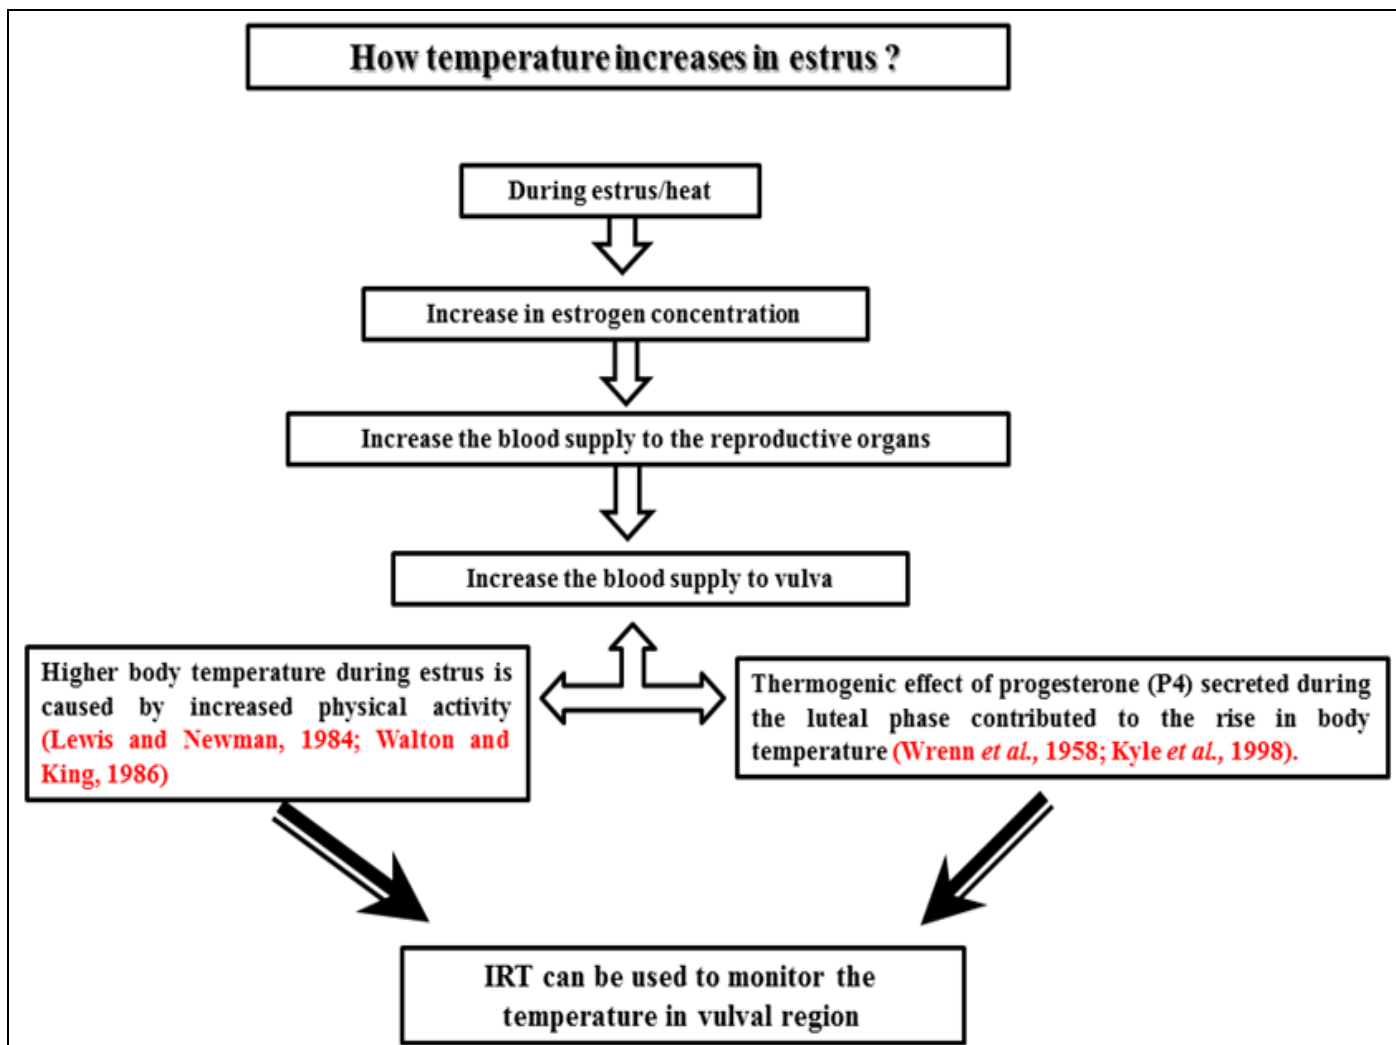 How temperature increases in estrus ?
During estrus/heat
Increase in estrogen concentration
Increase the blood supply to the reproductive organs
Increase the blood supply to vulva
Higher body temperature during estrus is
caused by increased physical activity
(Lewis and Newman, 1984; Walton and
King, 1986)
Thermogenic effect of progesterone (P4) secreted during
the luteal phase contributed to the rise in body
temperature (Wrenn et al., 1958; Kyle et al., 1998).
IRT can be used to monitor the
temperature in vulval region